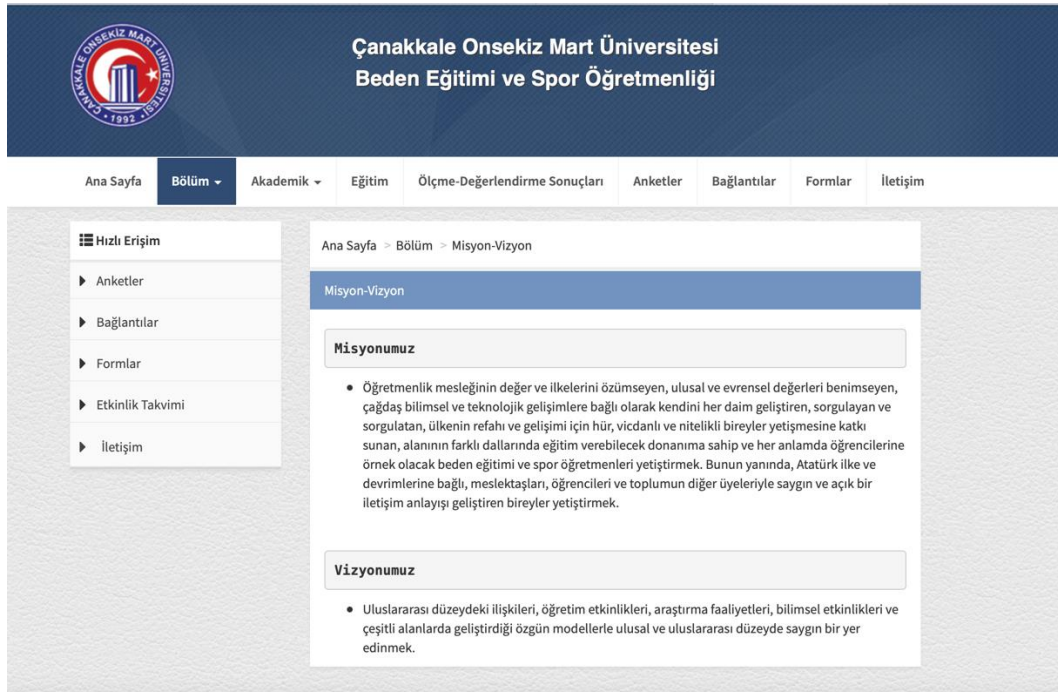 ÇANAKKALE ONSEKİZ MART ÜNİVERSİTESİ
1992
Çanakkale Onsekiz Mart Üniversitesi
Beden Eğitimi ve Spor Öğretmenliği
Ana Sayfa Bölüm Akademik Eğitim Ölçme-Değerlendirme Sonuçları Anketler Bağlantılar Formlar İletişim
Hızlı Erişim
Anketler
Bağlantılar
Formlar
Etkinlik Takvimi
İletişim
Ana Sayfa > Bölüm > Misyon-Vizyon
Misyon-Vizyon
Misyonumuz
Öğretmenlik mesleğinin değer ve ilkelerini özümseyen, ulusal ve evrensel değerleri benimseyen,
çağdaş bilimsel ve teknolojik gelişimlere bağlı olarak kendini her daim geliştiren, sorgulayan ve
sorgulatan, ülkenin refahı ve gelişimi için hür, vicdanlı ve nitelikli bireyler yetişmesine katkı
sunan, alanının farklı dallarında eğitim verebilecek donanıma sahip ve her anlamda öğrencilerine
örnek olacak beden eğitimi ve spor öğretmenleri yetiştirmek. Bunun yanında, Atatürk ilke ve
devrimlerine bağlı, meslektaşları, öğrencileri ve toplumun diğer üyeleriyle saygın ve açık bir
iletişim anlayışı geliştiren bireyler yetiştirmek.
Vizyonumuz
Uluslararası düzeydeki ilişkileri, öğretim etkinlikleri, araştırma faaliyetleri, bilimsel etkinlikleri ve
çeşitli alanlarda geliştirdiği özgün modellerle ulusal ve uluslararası düzeyde saygın bir yer
edinmek.